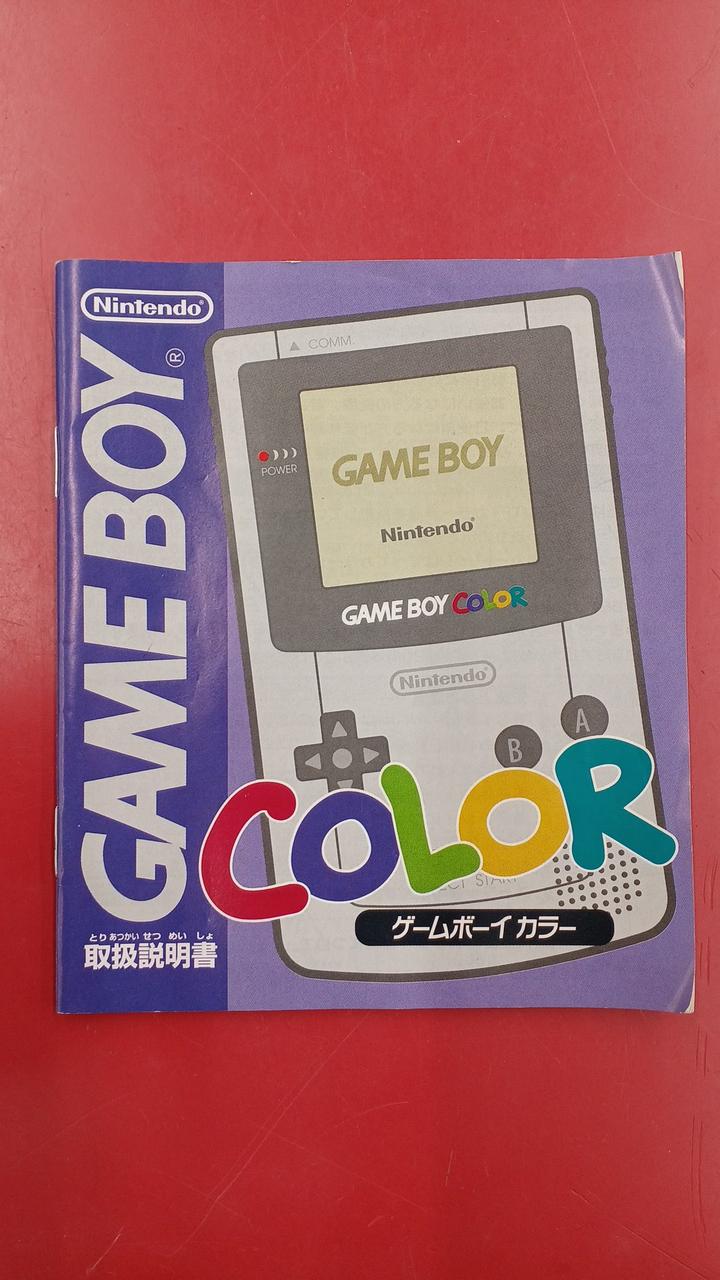 Nintendo®
GAME BOY®
とりあつかい せつ めい しょ
取扱説明書
▲ COMM.
POWER
GAME BOY
Nintendo®
GAME BOY COLOR
Nintendo
B
A
COLOR
START
ゲームボーイ カラー